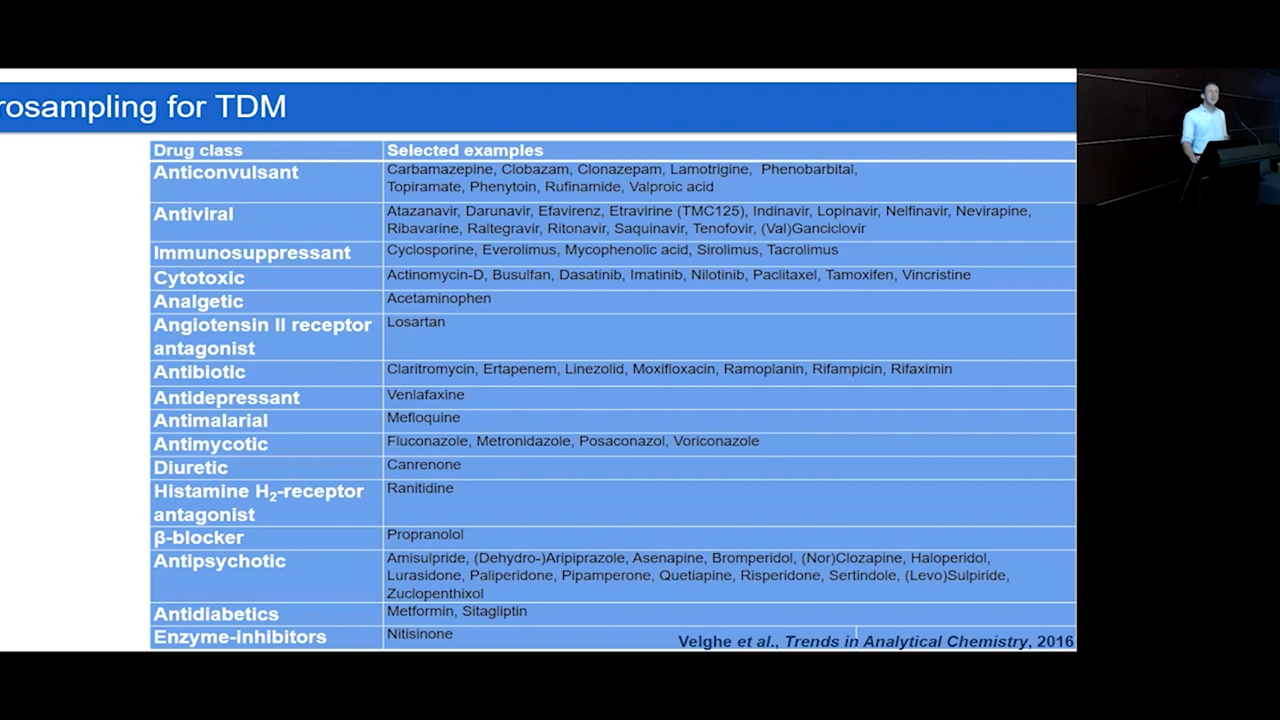 rosampling for TDM
Drug class Selected examples
Anticonvulsant Carbamazepine, Clobazam, Clonazepam, Lamotrigine, Phenobarbital,
Topiramate, Phenytoin, Rufinamide, Valproic acid
Antiviral Atazanavir, Darunavir, Efavirenz, Etravirine (TMC125), Indinavir, Lopinavir, Nelfinavir, Nevirapine,
Ribavarine, Raltegravir, Ritonavir, Saquinavir, Tenofovir, (Val)Ganciclovir
Immunosuppressant Cyclosporine, Everolimus, Mycophenolic acid, Sirolimus, Tacrolimus
Cytotoxic Actinomycin-D, Busulfan, Dasatinib, Imatinib, Nilotinib, Paclitaxel, Tamoxifen, Vincristine
Analgetic Acetaminophen
Angiotensin II receptor Losartan
antagonist
Antibiotic Claritromycin, Ertapenem, Linezolid, Moxifloxacin, Ramoplanin, Rifampicin, Rifaximin
Antidepressant Venlafaxine
Antimalarial Mefloquine
Antimycotic Fluconazole, Metronidazole, Posaconazol, Voriconazole
Diuretic Canrenone
Histamine H₂-receptor Ranitidine
antagonist
β-blocker Propranolol
Antipsychotic Amisulpride, (Dehydro-)Aripiprazole, Asenapine, Bromperidol, (Nor)Clozapine, Haloperidol,
Lurasidone, Paliperidone, Pipamperone, Quetiapine, Risperidone, Sertindole, (Levo)Sulpiride,
Zuclopenthixol
Antidiabetics Metformin, Sitagliptin
Enzyme-inhibitors Nitisinone
Velghe et al., Trends in Analytical Chemistry, 2016